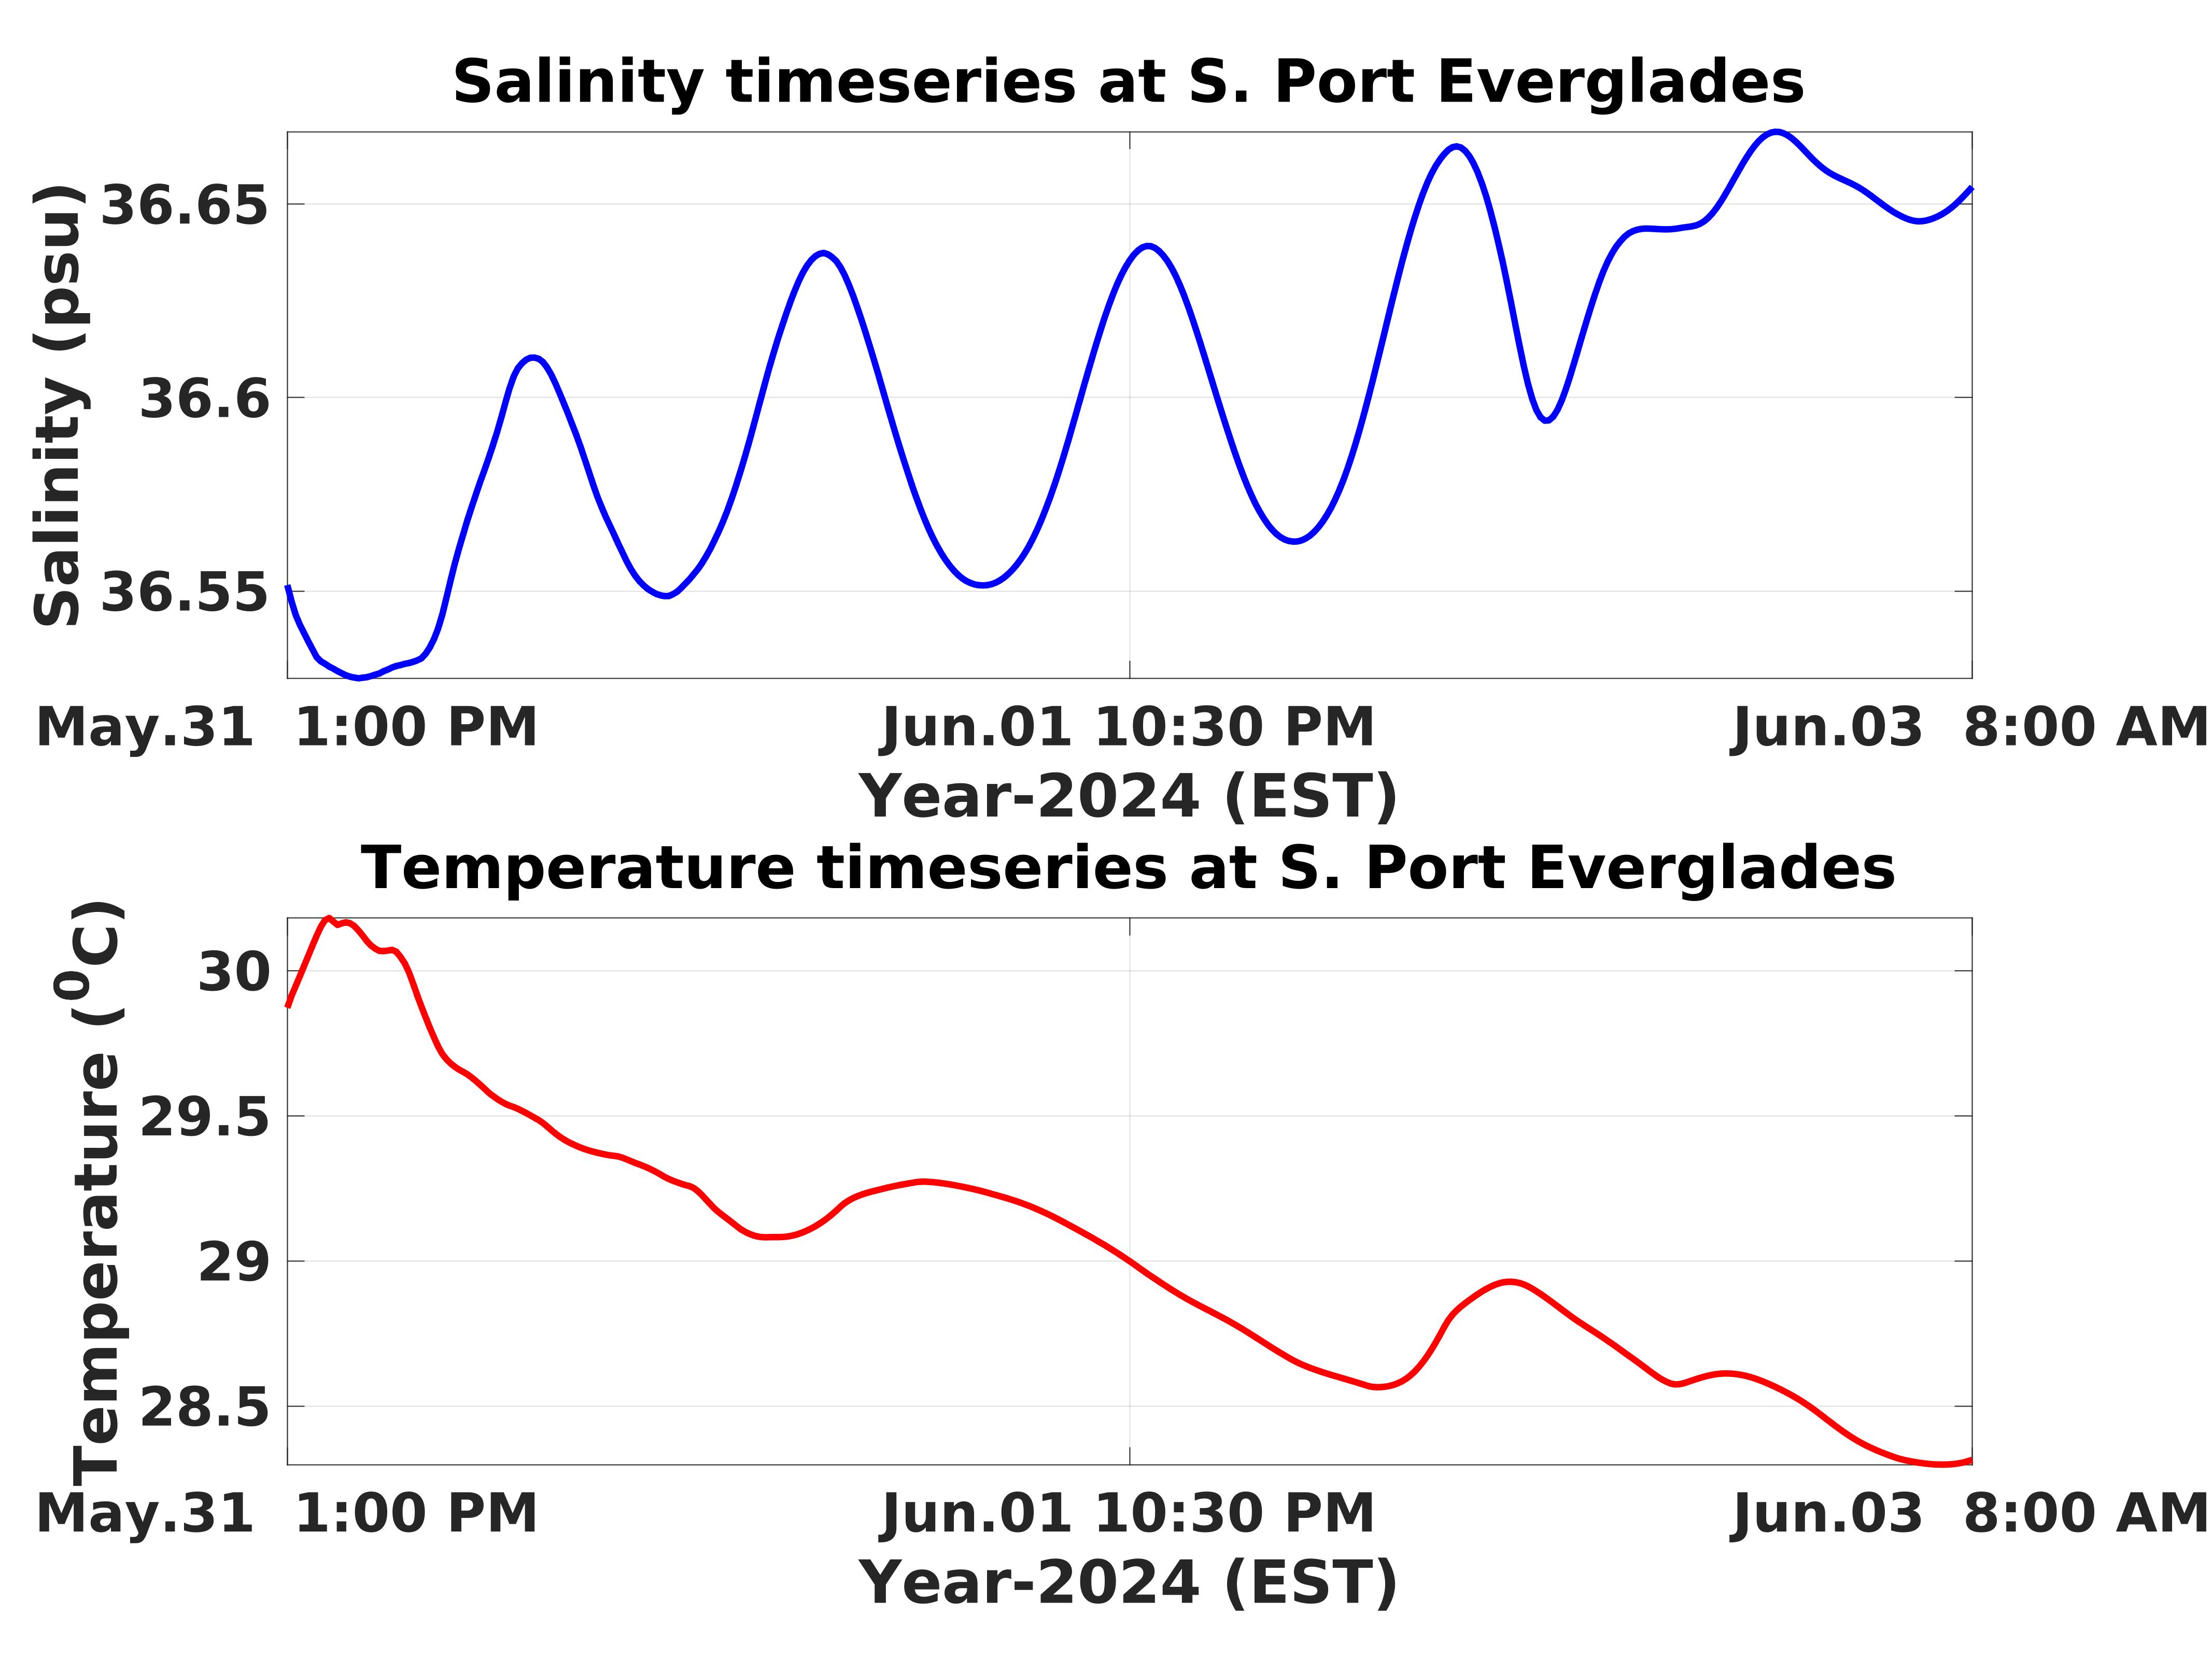 Salinity timeseries at S. Port Everglades
Salinity (psu)
36.65
36.6
36.55
May.31  1:00 PM
Jun.01 10:30 PM
Jun.03  8:00 AM
Year-2024 (EST)
Temperature timeseries at S. Port Everglades
Temperature (⁰C)
30
29.5
29
28.5
May.31  1:00 PM
Jun.01 10:30 PM
Jun.03  8:00 AM
Year-2024 (EST)